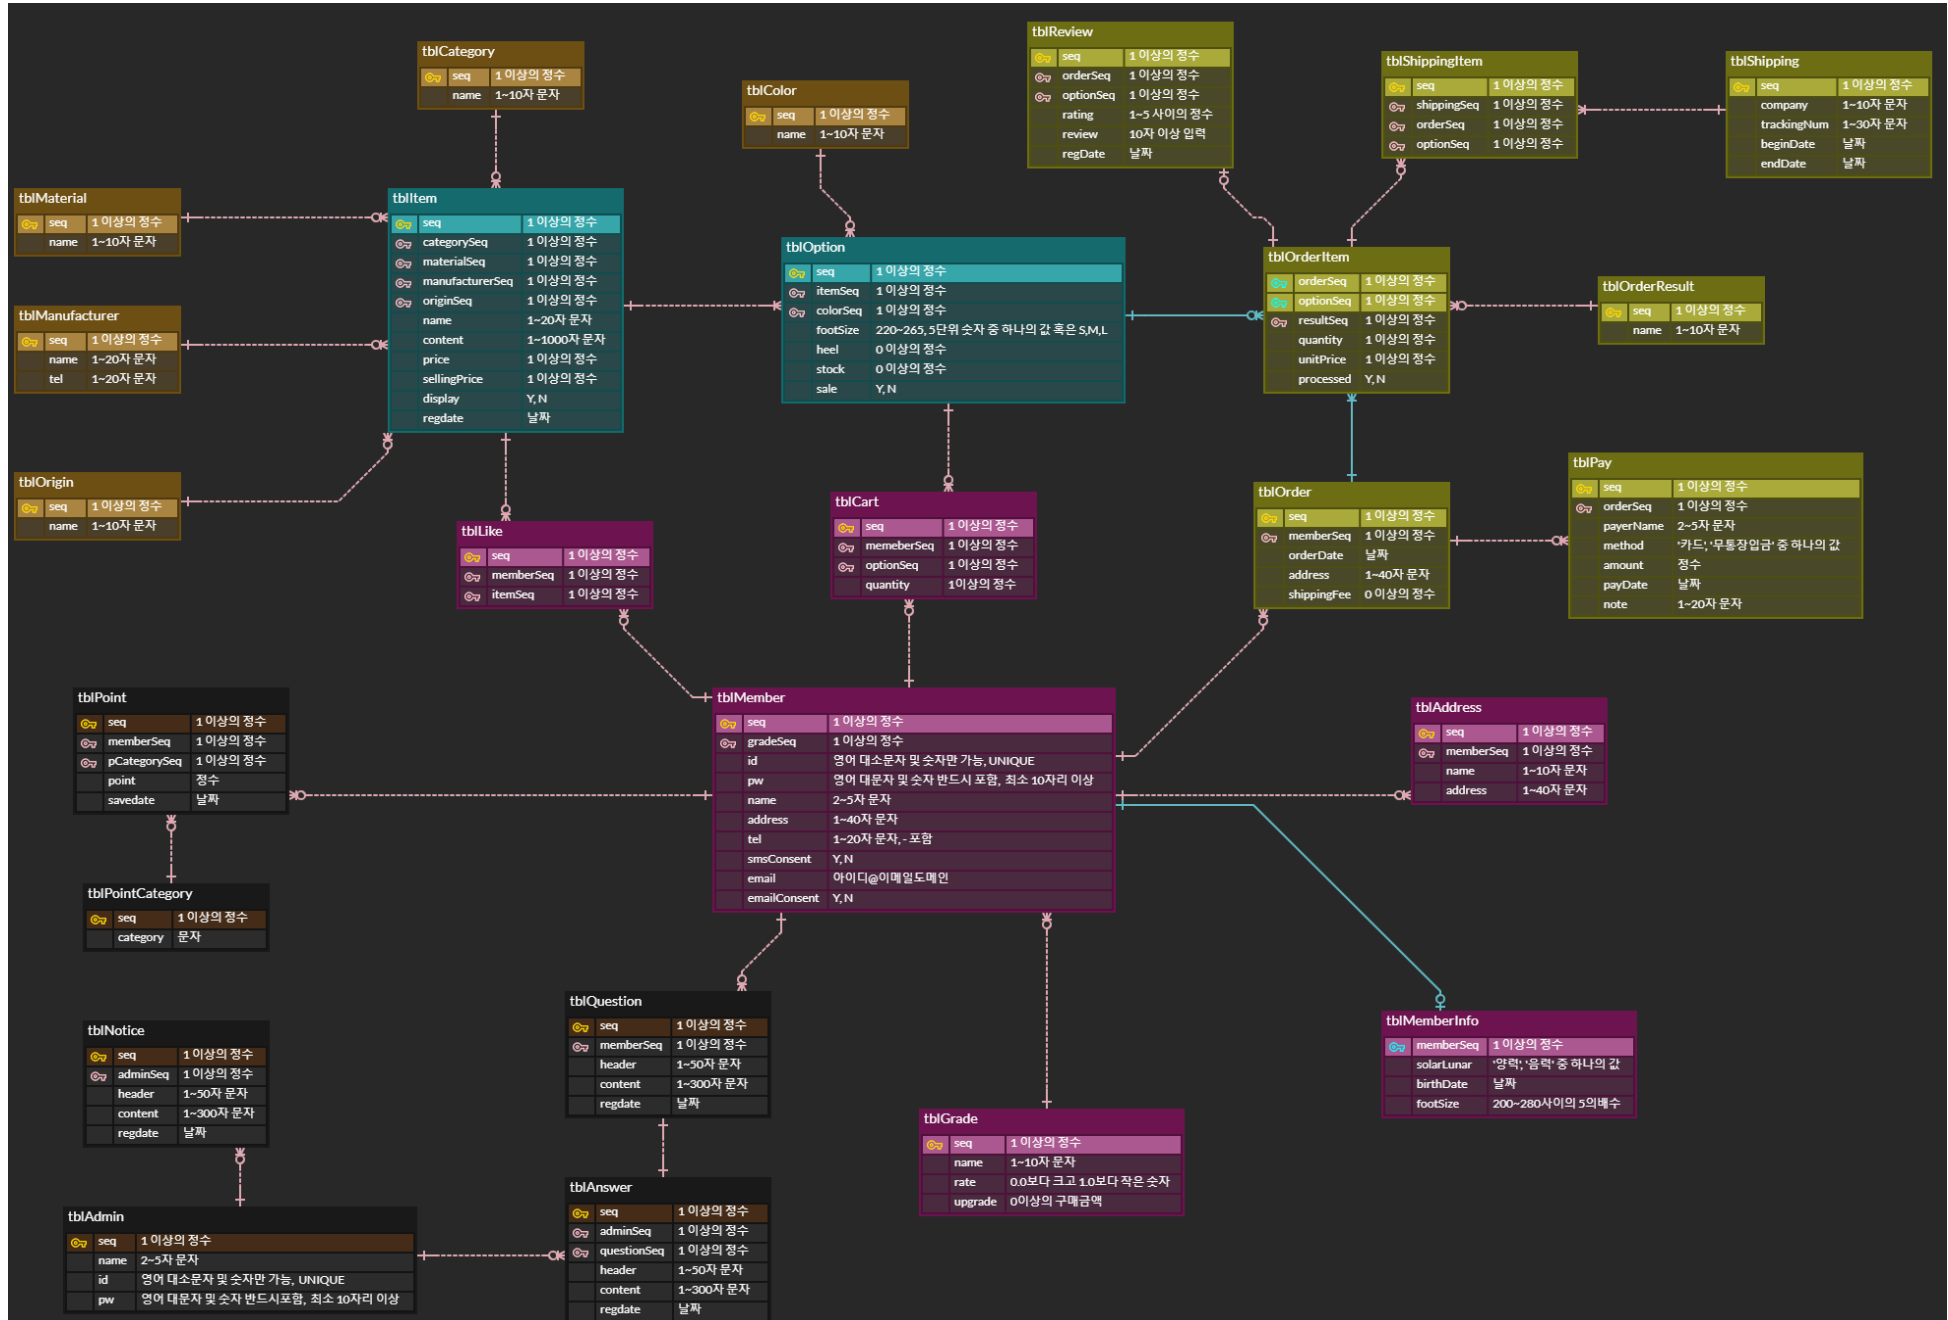 tblCategory
seq 1 이상의 정수
name 1~10자 문자
tblColor
seq 1 이상의 정수
name 1~10자 문자
tblReview
seq 1 이상의 정수
orderSeq 1 이상의 정수
optionSeq 1 이상의 정수
rating 1~5 사이의 정수
review 10자 이상 입력
regDate 날짜
tblShippingItem
seq 1 이상의 정수
shippingSeq 1 이상의 정수
orderSeq 1 이상의 정수
optionSeq 1 이상의 정수
tblShipping
seq 1 이상의 정수
company 1~10자 문자
trackingNum 1~30자 문자
beginDate 날짜
endDate 날짜
tblMaterial
seq 1 이상의 정수
name 1~10자 문자
tblManufacturer
seq 1 이상의 정수
name 1~20자 문자
tel 1~20자 문자
tblOrigin
seq 1 이상의 정수
name 1~10자 문자
tblItem
seq 1 이상의 정수
categorySeq 1 이상의 정수
materialSeq 1 이상의 정수
manufacturerSeq 1 이상의 정수
originSeq 1 이상의 정수
name 1~20자 문자
content 1~1000자 문자
price 1 이상의 정수
sellingPrice 1 이상의 정수
display Y, N
regdate 날짜
tblOption
seq 1 이상의 정수
itemSeq 1 이상의 정수
colorSeq 1 이상의 정수
footSize 220~265, 5단위 숫자 중 하나의 값 혹은 S,M,L
heel 0 이상의 정수
stock 0 이상의 정수
sale Y, N
tblOrderItem
orderSeq 1 이상의 정수
optionSeq 1 이상의 정수
resultSeq 1 이상의 정수
quantity 1 이상의 정수
unitPrice 1 이상의 정수
processed Y, N
tblOrderResult
seq 1 이상의 정수
name 1~10자 문자
tblLike
seq 1 이상의 정수
memberSeq 1 이상의 정수
itemSeq 1 이상의 정수
tblCart
seq 1 이상의 정수
memeberSeq 1 이상의 정수
optionSeq 1 이상의 정수
quantity 1이상의 정수
tblOrder
seq 1 이상의 정수
memberSeq 1 이상의 정수
orderDate 날짜
address 1~40자 문자
shippingFee 0 이상의 정수
tblPay
seq 1 이상의 정수
orderSeq 1 이상의 정수
payerName 2~5자 문자
method '카드', '무통장입금' 중 하나의 값
amount 정수
payDate 날짜
note 1~20자 문자
tblPoint
seq 1 이상의 정수
memberSeq 1 이상의 정수
pCategorySeq 1 이상의 정수
point 정수
savedate 날짜
tblPointCategory
seq 1 이상의 정수
category 문자
tblMember
seq 1 이상의 정수
gradeSeq 1 이상의 정수
id 영어 대소문자 및 숫자만 가능, UNIQUE
pw 영어 대문자 및 숫자 반드시 포함, 최소 10자리 이상
name 2~5자 문자
address 1~40자 문자
tel 1~20자 문자, - 포함
smsConsent Y, N
email 아이디@이메일도메인
emailConsent Y, N
tblAddress
seq 1 이상의 정수
memberSeq 1 이상의 정수
name 1~10자 문자
address 1~40자 문자
tblMemberInfo
memberSeq 1 이상의 정수
solarLunar '양력', '음력' 중 하나의 값
birthDate 날짜
footSize 200~280사이의 5의배수
tblQuestion
seq 1 이상의 정수
memberSeq 1 이상의 정수
header 1~50자 문자
content 1~300자 문자
regdate 날짜
tblNotice
seq 1 이상의 정수
adminSeq 1 이상의 정수
header 1~50자 문자
content 1~300자 문자
regdate 날짜
tblGrade
seq 1 이상의 정수
name 1~10자 문자
rate 0.0보다 크고 1.0보다 작은 숫자
upgrade 0이상의 구매금액
tblAdmin
seq 1 이상의 정수
name 2~5자 문자
id 영어 대소문자 및 숫자만 가능, UNIQUE
pw 영어 대문자 및 숫자 반드시포함, 최소 10자리 이상
tblAnswer
seq 1 이상의 정수
adminSeq 1 이상의 정수
questionSeq 1 이상의 정수
header 1~50자 문자
content 1~300자 문자
regdate 날짜